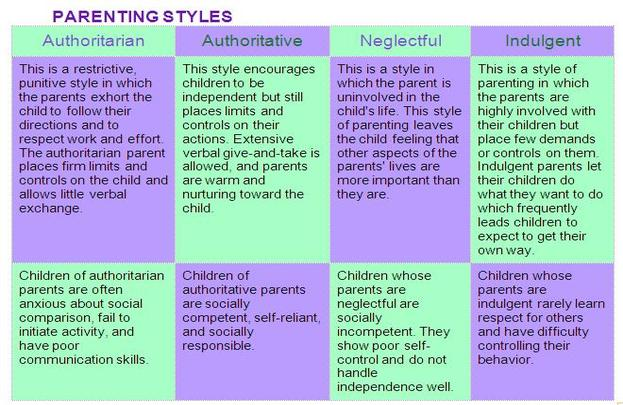 PARENTING STYLES
Authoritarian
Authoritative
Neglectful
Indulgent
This is a restrictive,
punitive style in which
the parents exhort the
child to follow their
directions and to
respect work and effort.
The authoritarian parent
places firm limits and
controls on the child and
allows little verbal
exchange.
This style encourages
children to be
independent but still
places limits and
controls on their
actions. Extensive
verbal give-and-take is
allowed, and parents
are warm and
nurturing toward the
child.
This is a style in
which the parent is
uninvolved in the
child's life. This style
of parenting leaves
the child feeling that
other aspects of the
parents' lives are
more important than
they are.
This is a style of
parenting in which
the parents are
highly involved with
their children but
place few demands
or controls on them.
Indulgent parents let
their children do
what they want to do
which frequently
leads children to
expect to get their
own way.
Children of authoritarian
parents are often
anxious about social
comparison, fail to
initiate activity, and
have poor
communication skills.
Children of
authoritative parents
are socially
competent, self-reliant,
and socially
responsible.
Children whose
parents are
neglectful are
socially
incompetent. They
show poor self-
control and do not
handle
independence well.
Children whose
parents are
indulgent rarely learn
respect for others
and have difficulty
controlling their
behavior.